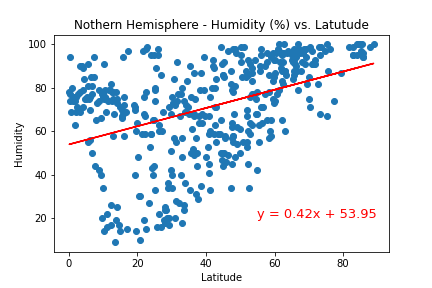 Nothern Hemisphere - Humidity (%) vs. Latutude
100
80
60
40
20
Humidity
y = 0.42x + 53.95
0 20 40 60 80
Latitude